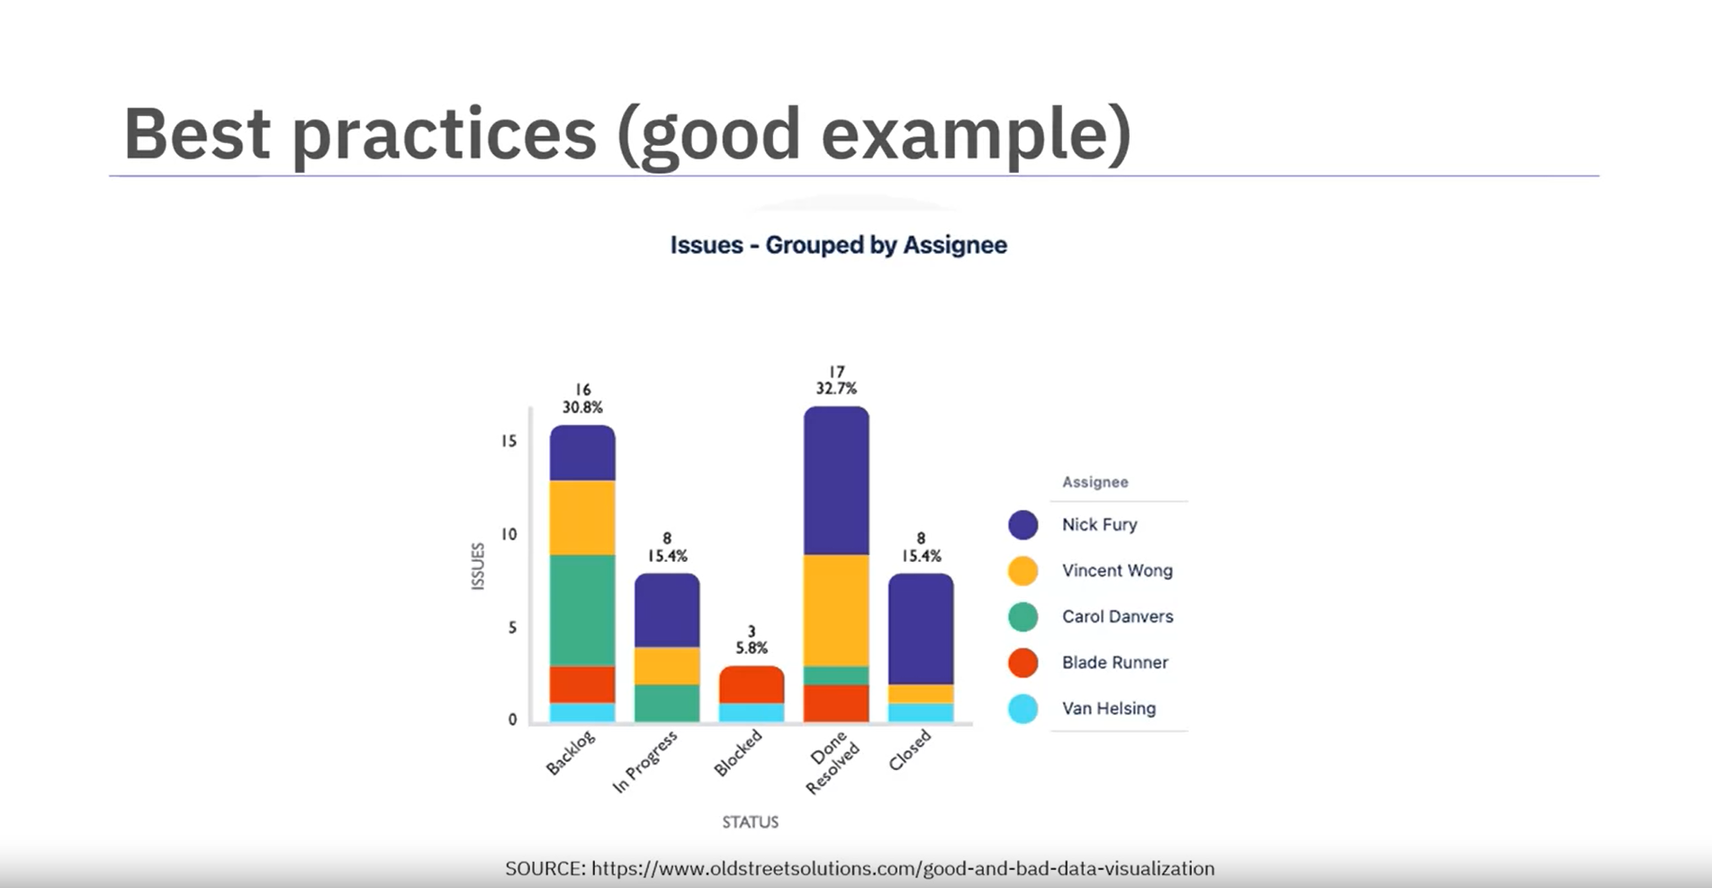 Best practices (good example)
Issues - Grouped by Assignee
16
30.8%
8
15.4%
3
5.8%
17
32.7%
8
15.4%
15
10
5
0
ISSUES
Backlog
In Progress
Blocked
Done
Resolved
Closed
STATUS
Assignee
Nick Fury
Vincent Wong
Carol Danvers
Blade Runner
Van Helsing
SOURCE: https://www.oldstreetsolutions.com/good-and-bad-data-visualization